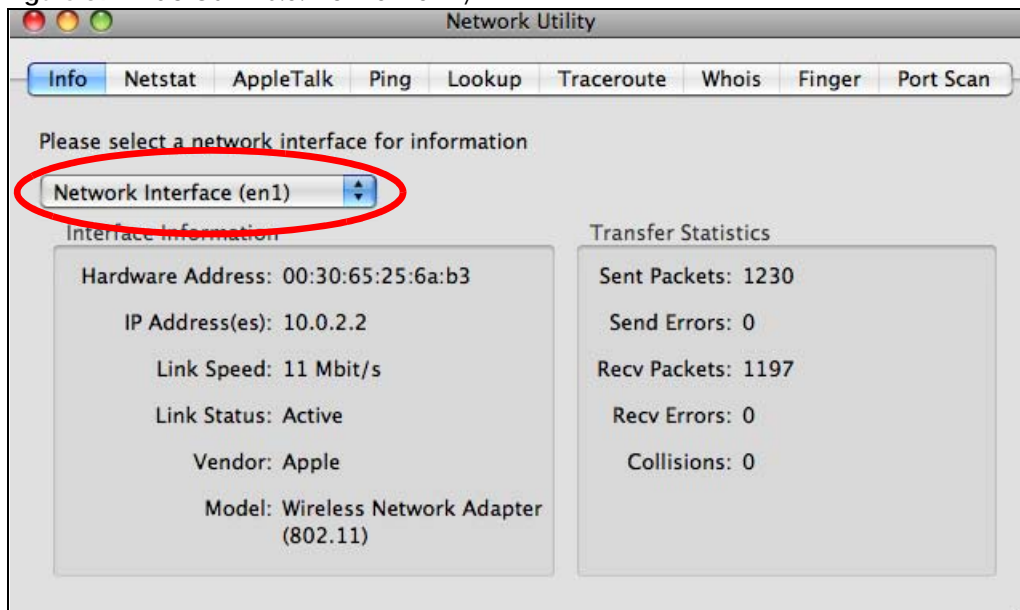 Network Utility
Info Netstat AppleTalk Ping Lookup Traceroute Whois Finger Port Scan
Please select a network interface for information
Network Interface (en1)
Interface Information
Hardware Address: 00:30:65:25:6a:b3
IP Address(es): 10.0.2.2
Link Speed: 11 Mbit/s
Link Status: Active
Vendor: Apple
Model: Wireless Network Adapter
(802.11)
Transfer Statistics
Sent Packets: 1230
Send Errors: 0
Recv Packets: 1197
Recv Errors: 0
Collisions: 0